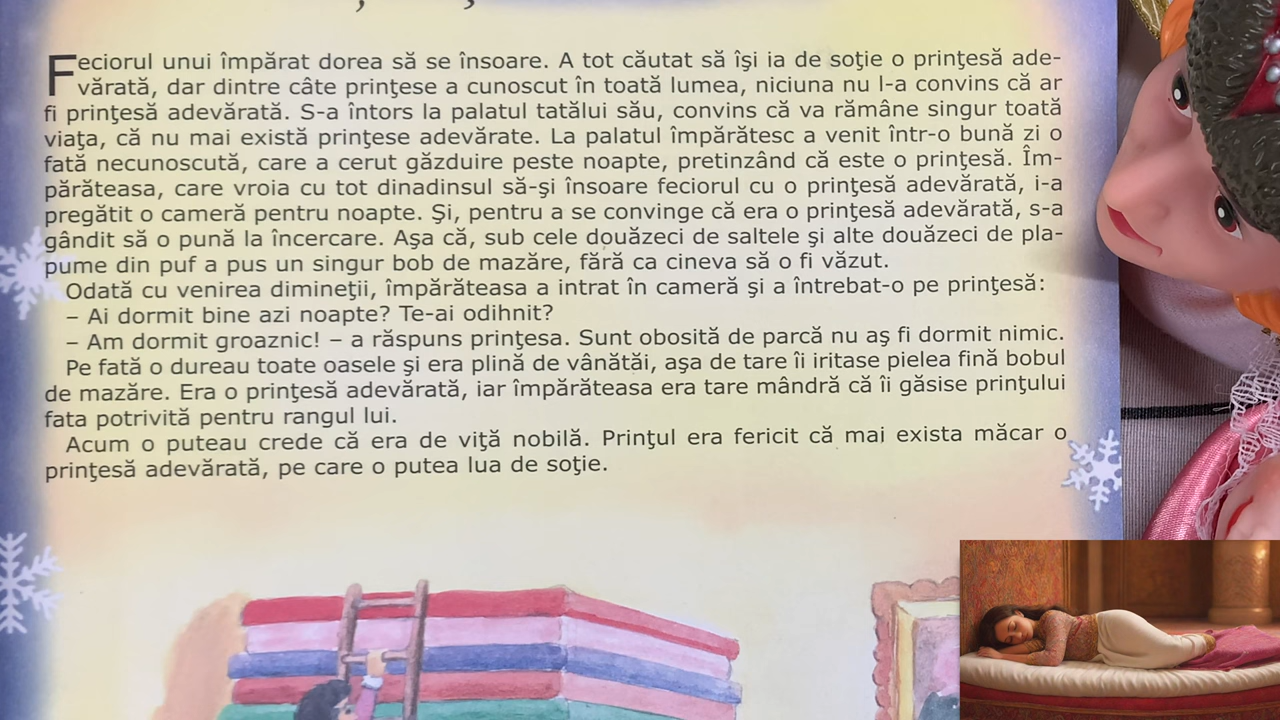 Feciorul unui împărat dorea să se însoare. A tot căutat să îşi ia de soţie o prinţesă ade-
vărată, dar dintre câte prinţese a cunoscut în toată lumea, niciuna nu l-a convins că ar
fi prinţesă adevărată. S-a întors la palatul tatălui său, convins că va rămâne singur toată
viaţa, că nu mai există prinţese adevărate. La palatul împărătesc a venit într-o bună zi o
fată necunoscută, care a cerut găzduire peste noapte, pretinzând că este o prinţesă. Îm-
părăteasa, care vroia cu tot dinadinsul să-şi însoare feciorul cu o prinţesă adevărată, i-a
pregătit o cameră pentru noapte. Şi, pentru a se convinge că era o prinţesă adevărată, s-a
gândit să o pună la încercare. Aşa că, sub cele douăzeci de saltele şi alte douăzeci de pla-
pume din puf a pus un singur bob de mazăre, fără ca cineva să o fi văzut.
Odată cu venirea dimineţii, împărăteasa a intrat în cameră şi a întrebat-o pe prinţesă:
– Ai dormit bine azi noapte? Te-ai odihnit?
– Am dormit groaznic! – a răspuns prinţesa. Sunt obosită de parcă nu aş fi dormit nimic.
Pe fată o dureau toate oasele şi era plină de vânătăi, aşa de tare îi iritase pielea fină bobul
de mazăre. Era o prinţesă adevărată, iar împărăteasa era tare mândră că îi găsise prinţului
fata potrivită pentru rangul lui.
Acum o puteau crede că era de viţă nobilă. Prinţul era fericit că mai exista măcar o
prinţesă adevărată, pe care o putea lua de soţie.